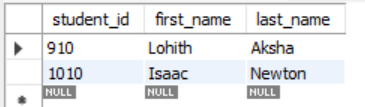 student_id first_name last_name
910 Lohith Aksha
1010 Isaac Newton
NULL NULL NULL